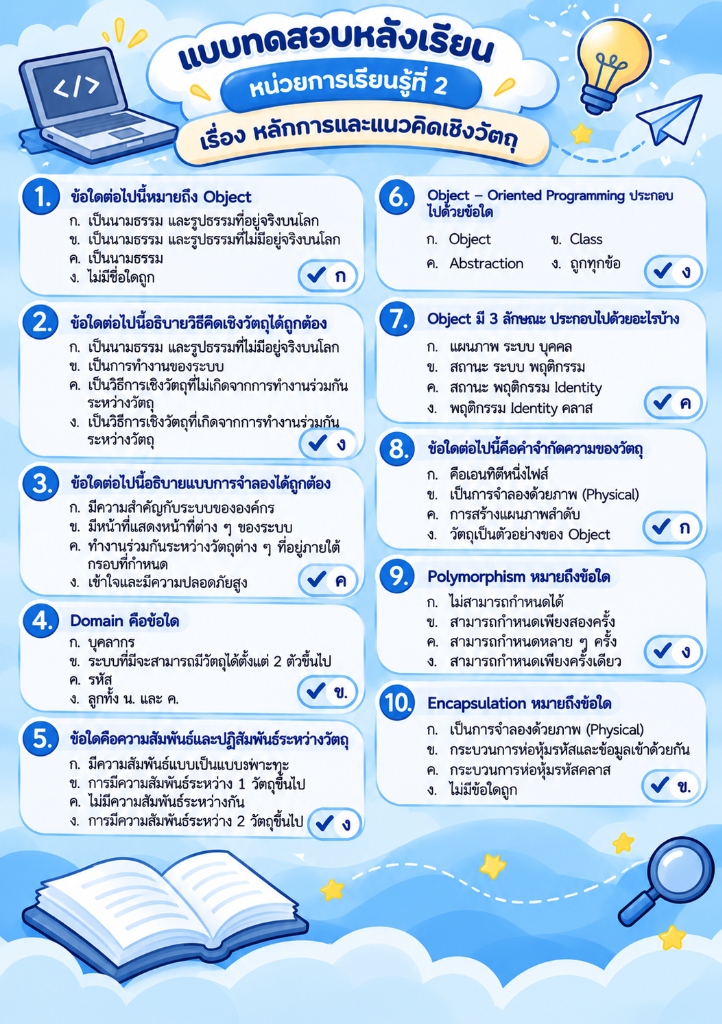 </>
แบบทดสอบหลังเรียน
หน่วยการเรียนรู้ที่ 2
เรื่อง หลักการและแนวคิดเชิงวัตถุ
1. ข้อใดต่อไปนี้หมายถึง Object
ก. เป็นนามธรรม และรูปธรรมที่อยู่จริงบนโลก
ข. เป็นนามธรรม และรูปธรรมที่ไม่มีอยู่จริงบนโลก
ค. เป็นนามธรรม
ง. ไม่มีชื่อใดถูก
✓ ก
2. ข้อใดต่อไปนี้อธิบายวิธีคิดเชิงวัตถุได้ถูกต้อง
ก. เป็นนามธรรม และรูปธรรมที่ไม่มีอยู่จริงบนโลก
ข. เป็นการทำงานของระบบ
ค. เป็นวิธีการเชิงวัตถุที่ไม่เกิดจากการทำงานร่วมกัน
ระหว่างวัตถุ
ง. เป็นวิธีการเชิงวัตถุที่เกิดจากการทำงานร่วมกัน
ระหว่างวัตถุ
✓ ง
3. ข้อใดต่อไปนี้อธิบายแบบการจำลองได้ถูกต้อง
ก. มีความสำคัญกับระบบขององค์กร
ข. มีหน้าที่แสดงหน้าที่ต่าง ๆ ของระบบ
ค. ทำงานร่วมกันระหว่างวัตถุต่าง ๆ ที่อยู่ภายใต้
กรอบที่กำหนด
ง. เข้าใจและมีความปลอดภัยสูง
✓ ค
4. Domain คือข้อใด
ก. บุคลากร
ข. ระบบที่มีจะสามารถมีวัตถุได้ตั้งแต่ 2 ตัวขึ้นไป
ค. รหัส
ง. ลูกทั้ง น. และ ค.
✓ ข.
5. ข้อใดคือความสัมพันธ์และปฏิสัมพันธ์ระหว่างวัตถุ
ก. มีความสัมพันธ์แบบเป็นแบบเฉพาะ
ข. การมีความสัมพันธ์ระหว่าง 1 วัตถุขึ้นไป
ค. ไม่มีความสัมพันธ์ระหว่างกัน
ง. การมีความสัมพันธ์ระหว่าง 2 วัตถุขึ้นไป
✓ ง
6. Object – Oriented Programming ประกอบ
ไปด้วยข้อใด
ก. Object ข. Class
ค. Abstraction ง. ถูกทุกข้อ
✓ ง
7. Object มี 3 ลักษณะ ประกอบไปด้วยอะไรบ้าง
ก. แผนภาพ ระบบ บุคคล
ข. สถานะ ระบบ พฤติกรรม
ค. สถานะ พฤติกรรม Identity
ง. พฤติกรรม Identity คลาส
✓ ค
8. ข้อใดต่อไปนี้คือคำจำกัดความของวัตถุ
ก. คือเอนทิตีหนึ่งไฟส์
ข. เป็นการจำลองด้วยภาพ (Physical)
ค. การสร้างแผนภาพลำดับ
ง. วัตถุเป็นตัวอย่างของ Object
✓ ก
9. Polymorphism หมายถึงข้อใด
ก. ไม่สามารถกำหนดได้
ข. สามารถกำหนดเพียงสองครั้ง
ค. สามารถกำหนดหลาย ๆ ครั้ง
ง. สามารถกำหนดเพียงครั้งเดียว
✓ ง
10. Encapsulation หมายถึงข้อใด
ก. เป็นการจำลองด้วยภาพ (Physical)
ข. กระบวนการห่อหุ้มรหัสและข้อมูลเข้าด้วยกัน
ค. กระบวนการห่อหุ้มรหัสคลาส
ง. ไม่มีข้อใดถูก
✓ ข.